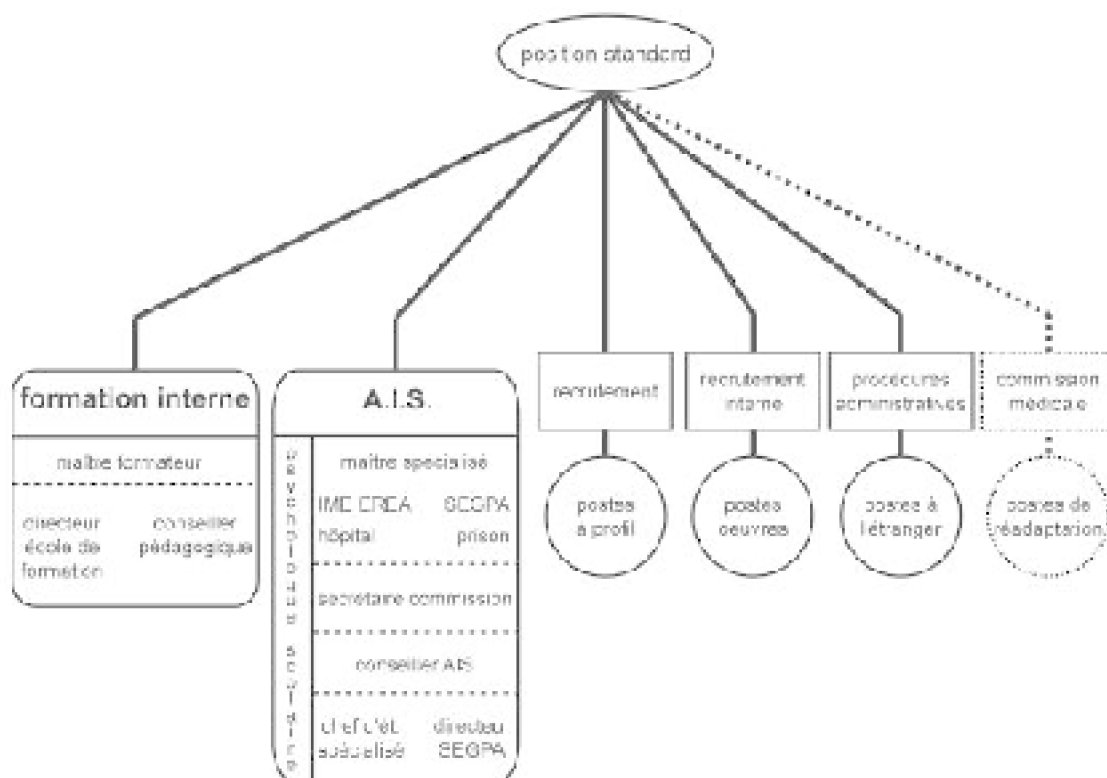 position standard
formation interne
maître formateur
directeur
école de
formation
conseiller
pédagogique
A.I.S.
psychologue scolaire
maître spécialisé
IME EREA SEGPA
hôpital prison
secrétaire commission
conseiller AIS
chef d'ét.
spécialisé
directeur
SEGPA
recrutement
postes
à profil
recrutement
interne
postes
oeuvres
procédures
administratives
postes à
l'étranger
commission
médicale
postes de
réadaptation